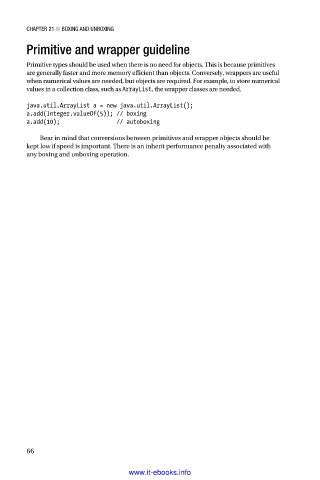 CHAPTER 21 ■ BOXING AND UNBOXING
Primitive and wrapper guideline
Primitive types should be used when there is no need for objects. This is because primitives
are generally faster and more memory efficient than objects. Conversely, wrappers are useful
when numerical values are needed, but objects are required. For example, to store numerical
values in a collection class, such as ArrayList, the wrapper classes are needed.
java.util.ArrayList a = new java.util.ArrayList();
a.add(Integer.valueOf(5)); // boxing
a.add(10); // autoboxing
Bear in mind that conversions between primitives and wrapper objects should be
kept low if speed is important. There is an inherit performance penalty associated with
any boxing and unboxing operation.
66
www.it-ebooks.info